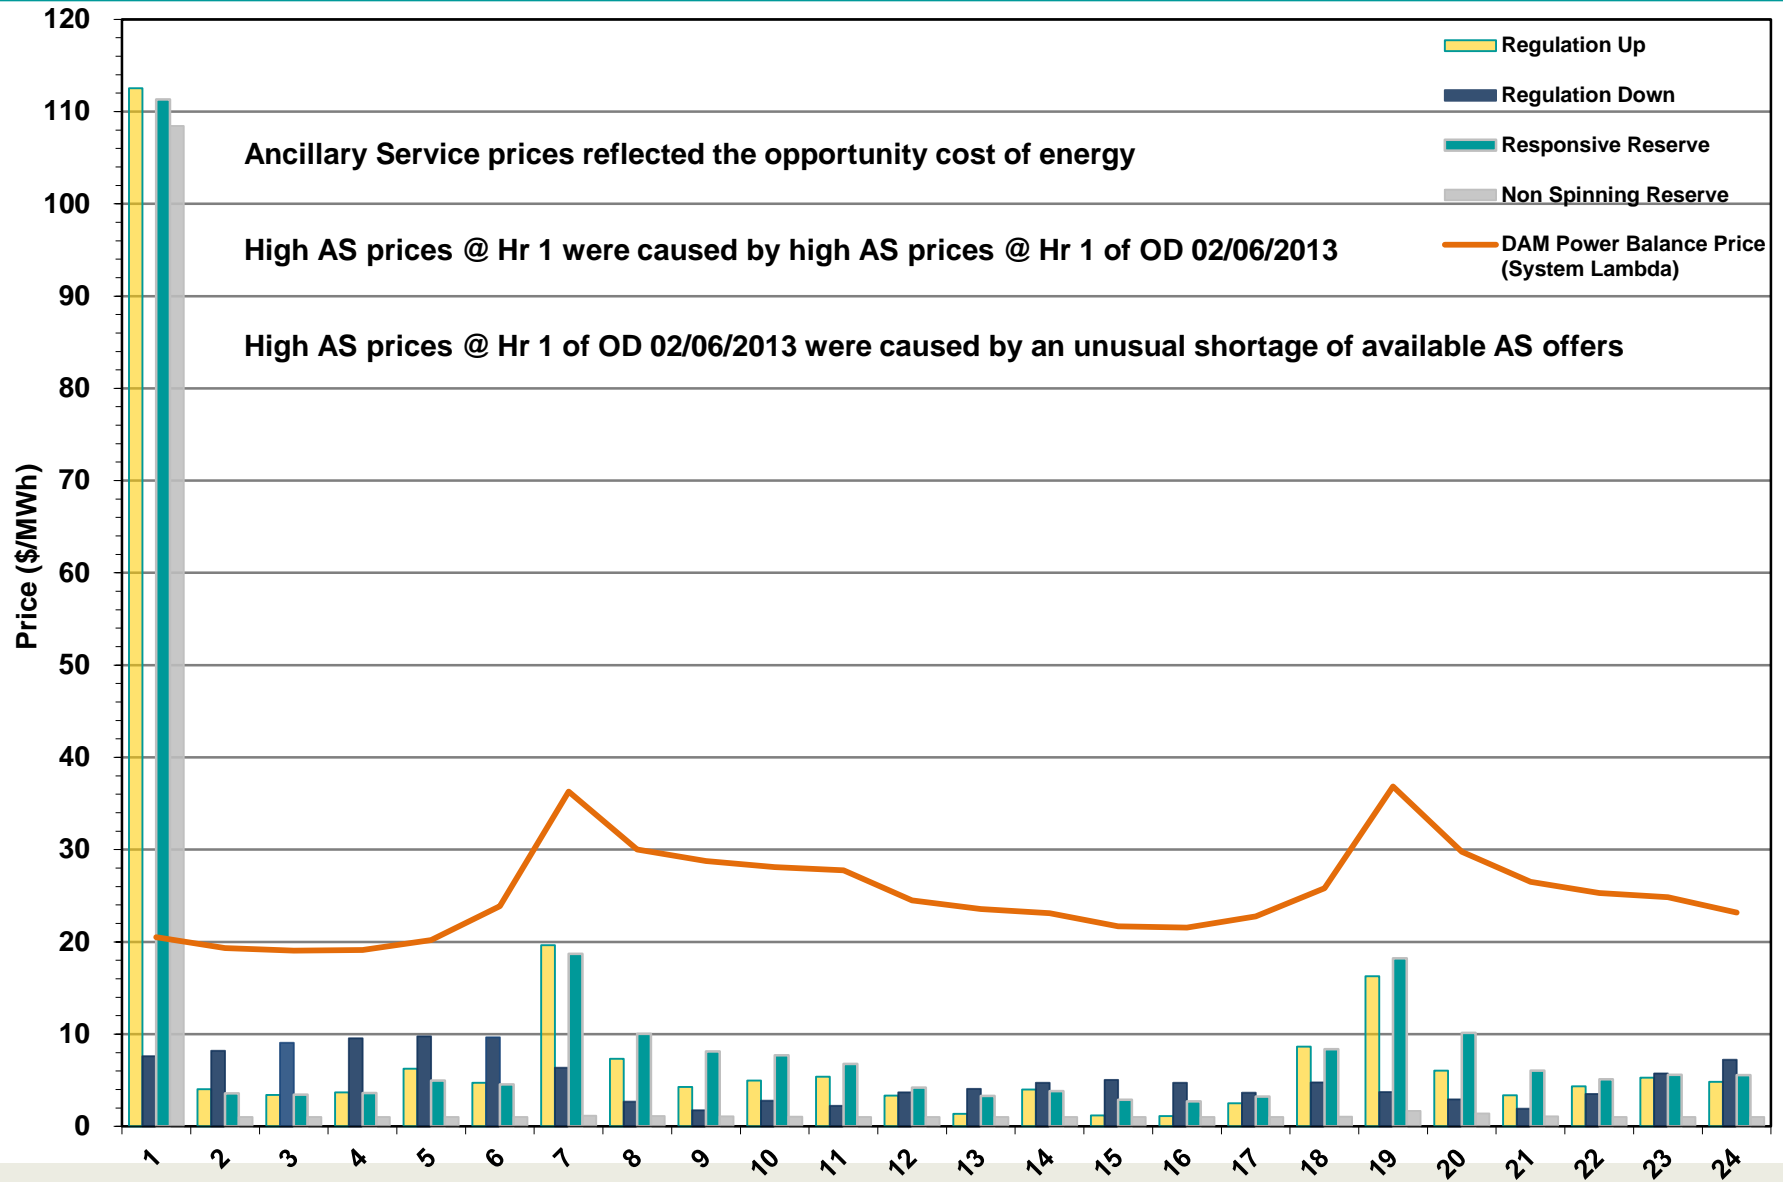 120
110
100
90
80
70
60
50
40
30
20
10
0
Price ($/MWh)
Regulation Up
Regulation Down
Responsive Reserve
Non Spinning Reserve
DAM Power Balance Price
(System Lambda)
Ancillary Service prices reflected the opportunity cost of energy
High AS prices @ Hr 1 were caused by high AS prices @ Hr 1 of OD 02/06/2013
High AS prices @ Hr 1 of OD 02/06/2013 were caused by an unusual shortage of available AS offers
1 2 3 4 5 6 7 8 9 10 11 12 13 14 15 16 17 18 19 20 21 22 23 24